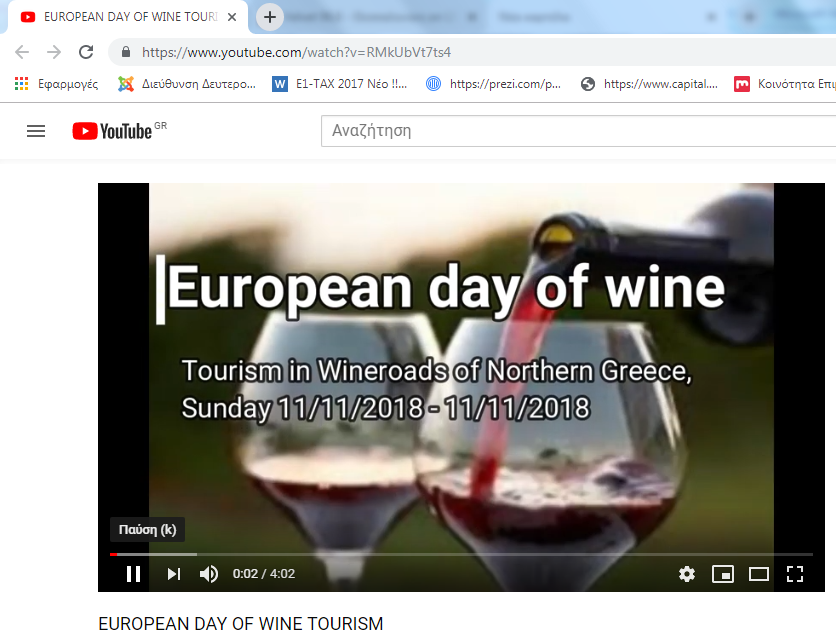 EUROPEAN DAY OF WINE TOURI
https://www.youtube.com/watch?v=RMkUbVt7ts4
Εφαρμογές
Διεύθυνση Δευτερο...
W
E1-TAX 2017 Νέο !!...
https://prezi.com/p...
https://www.capital....
m
Κοινότητα Επι
YouTube GR
Αναζήτηση
European day of wine
Tourism in Wineroads of Northern Greece,
Sunday 11/11/2018 - 11/11/2018
Παύση (k)
0:02 / 4:02
EUROPEAN DAY OF WINE TOURISM